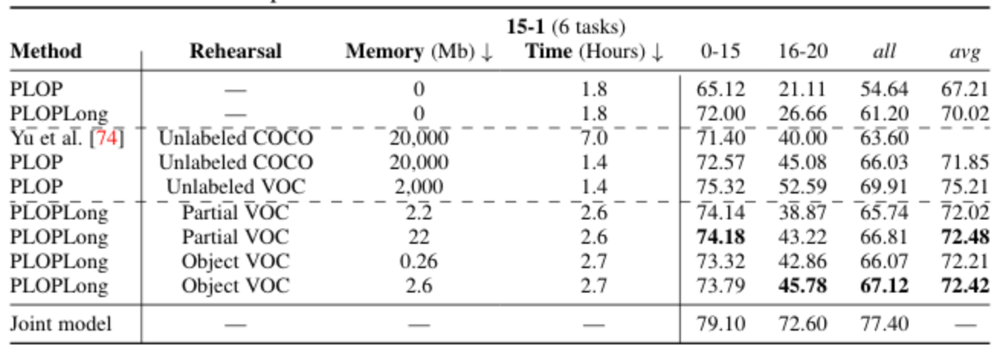 15-1 (6 tasks)
Method Rehearsal Memory (Mb) ↓ Time (Hours) ↓ 0-15 16-20 all avg
PLOP — 0 1.8 65.12 21.11 54.64 67.21
PLOPLong — 0 1.8 72.00 26.66 61.20 70.02
Yu et al. [74] Unlabeled COCO 20,000 7.0 71.40 40.00 63.60
PLOP Unlabeled COCO 20,000 1.4 72.57 45.08 66.03 71.85
PLOP Unlabeled VOC 2,000 1.4 75.32 52.59 69.91 75.21
PLOPLong Partial VOC 2.2 2.6 74.14 38.87 65.74 72.02
PLOPLong Partial VOC 22 2.6 74.18 43.22 66.81 72.48
PLOPLong Object VOC 0.26 2.7 73.32 42.86 66.07 72.21
PLOPLong Object VOC 2.6 2.7 73.79 45.78 67.12 72.42
Joint model — — — 79.10 72.60 77.40 —